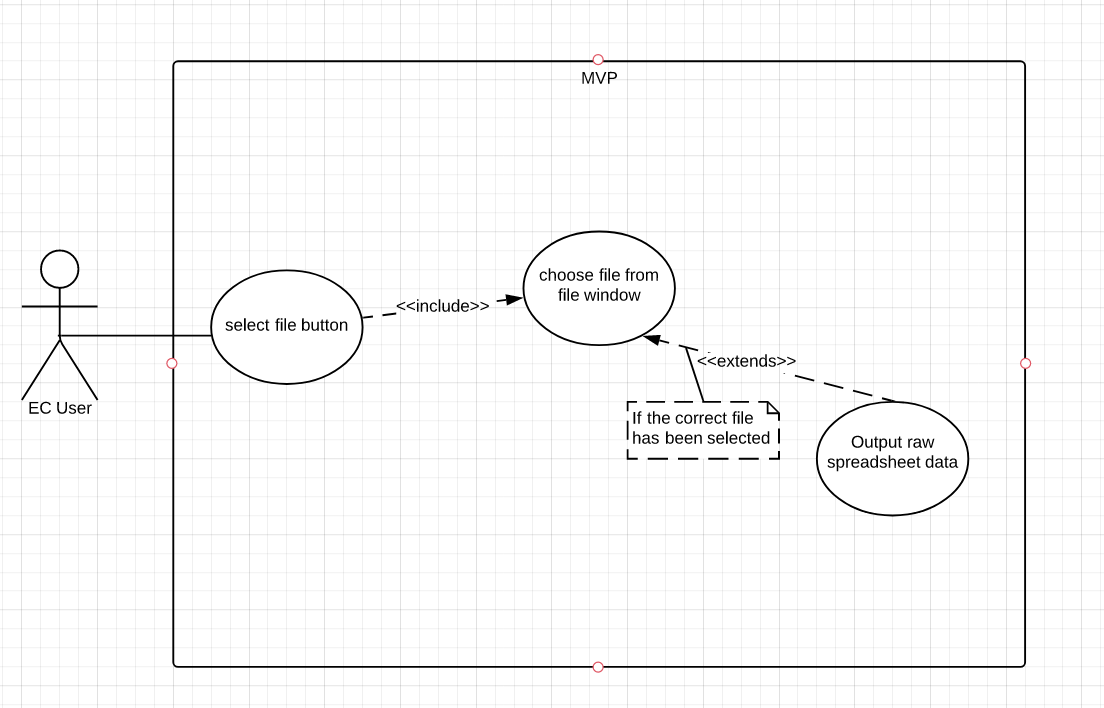 MVP
choose file from
file window
<<include>>
select file button
<<extends>>
EC User
If the correct file
has been selected
Output raw
spreadsheet data